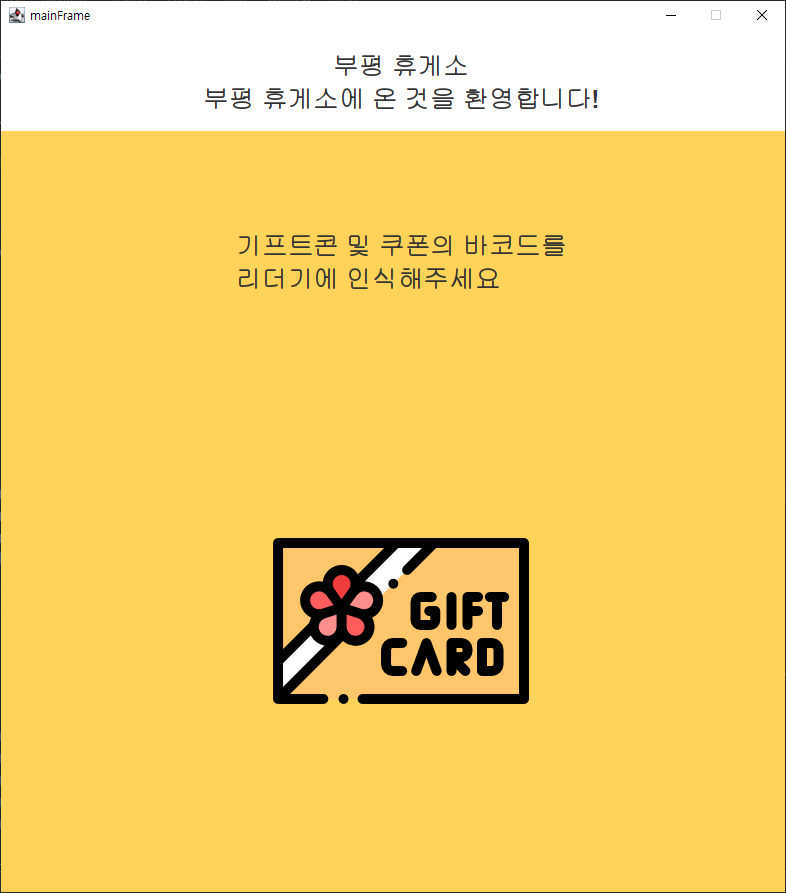 mainFrame
부평 휴게소
부평 휴게소에 온 것을 환영합니다!
기프트콘 및 쿠폰의 바코드를
리더기에 인식해주세요
GIFT
CARD